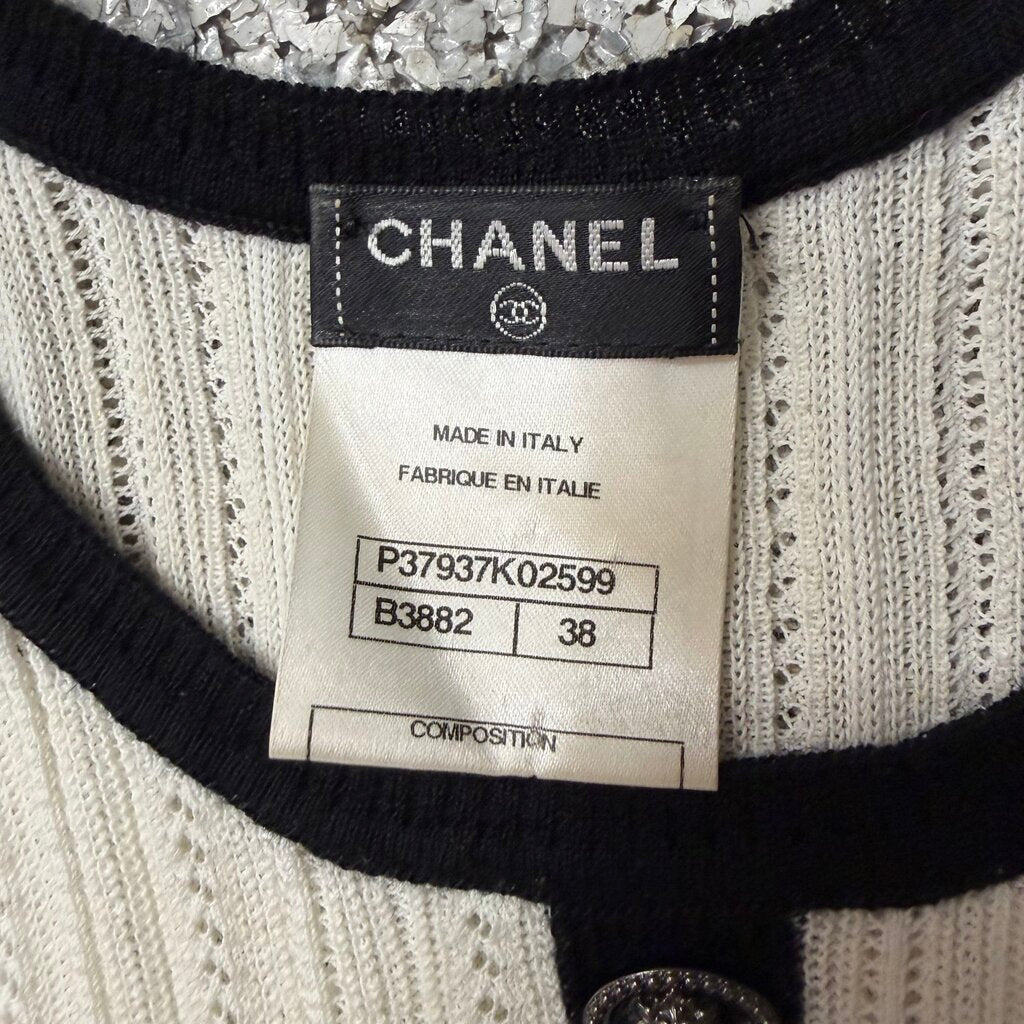 CHANEL
MADE IN ITALY
FABRIQUE EN ITALIE
P37937K02599
B3882 38
COMPOSITION